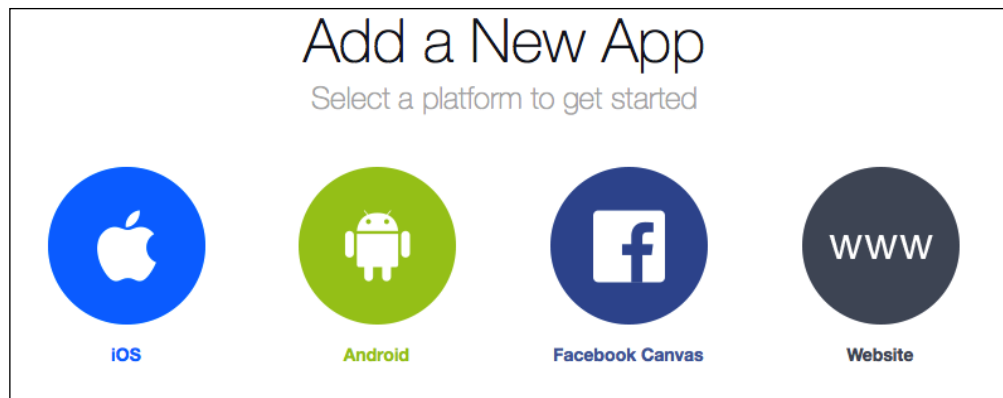 Add a New App
Select a platform to get started
www
iOS
Android
Facebook Canvas
Website